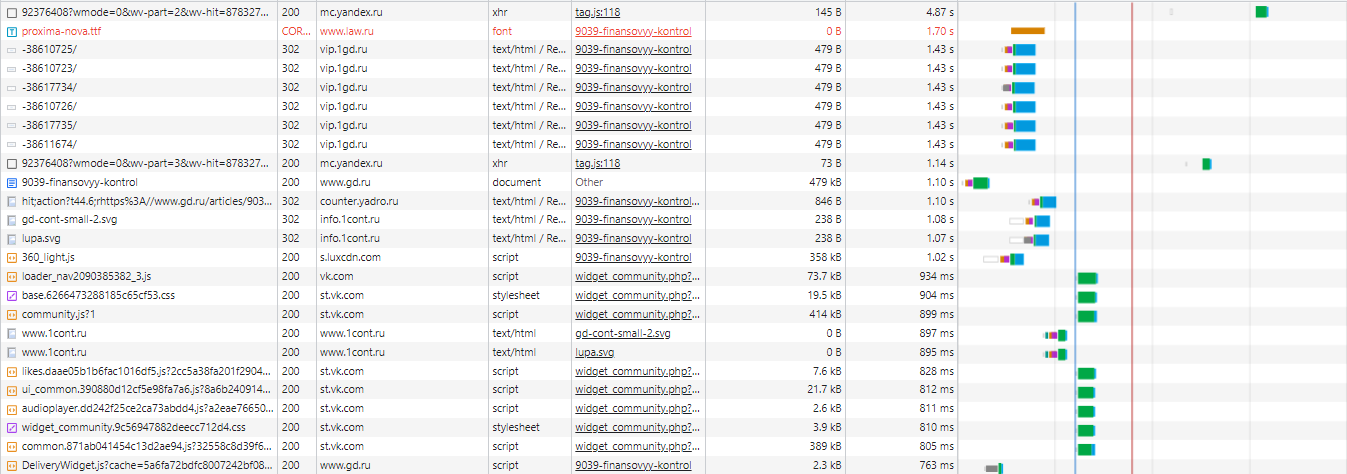 92376408?wmode=0&wv-part=2&wv-hit=878327... 200 mc.yandex.ru xhr tag.js:118 145 B 4.87 s
proxima-nova.ttf COR... www.law.ru font 9039-finansovyy-kontrol 0 B 1.70 s
-38610725/ 302 vip.1gd.ru text/html / Re... 9039-finansovyy-kontrol 479 B 1.43 s
-38610723/ 302 vip.1gd.ru text/html / Re... 9039-finansovyy-kontrol 479 B 1.43 s
-38617734/ 302 vip.1gd.ru text/html / Re... 9039-finansovyy-kontrol 479 B 1.43 s
-38610726/ 302 vip.1gd.ru text/html / Re... 9039-finansovyy-kontrol 479 B 1.43 s
-38617735/ 302 vip.1gd.ru text/html / Re... 9039-finansovyy-kontrol 479 B 1.43 s
-38611674/ 302 vip.1gd.ru text/html / Re... 9039-finansovyy-kontrol 479 B 1.43 s
92376408?wmode=0&wv-part=3&wv-hit=878327... 200 mc.yandex.ru xhr tag.js:118 73 B 1.14 s
9039-finansovyy-kontrol 200 www.gd.ru document Other 479 kB 1.10 s
hit;action?t44.6;rhttps%3A//www.gd.ru/articles/903... 302 counter.yadro.ru text/html / Re... 9039-finansovyy-kontrol... 846 B 1.10 s
gd-cont-small-2.svg 302 info.1cont.ru text/html / Re... 9039-finansovyy-kontrol 238 B 1.08 s
lupa.svg 302 info.1cont.ru text/html / Re... 9039-finansovyy-kontrol 238 B 1.07 s
360_light.js 200 s.luxcdn.com script 9039-finansovyy-kontrol 358 kB 1.02 s
loader_nav2090385382_3.js 200 vk.com script widget_community.php?... 73.7 kB 934 ms
base.6266473288185c65cf53.css 200 st.vk.com stylesheet widget_community.php?... 19.5 kB 904 ms
community.js?1 200 st.vk.com script widget_community.php?... 414 kB 899 ms
www.1cont.ru 200 www.1cont.ru text/html gd-cont-small-2.svg 0 B 897 ms
www.1cont.ru 200 www.1cont.ru text/html lupa.svg 0 B 895 ms
likes.daae05b1b6fac1016df5.js?2cc5a38fa201f2904... 200 st.vk.com script widget_community.php?... 7.6 kB 828 ms
ui_common.390880d12cf5e98fa7a6.js?8a6b240914... 200 st.vk.com script widget_community.php?... 21.7 kB 812 ms
audioplayer.dd242f25ce2ca73abdd4.js?a2eae76650... 200 st.vk.com script widget_community.php?... 2.6 kB 811 ms
widget_community.9c56947882deecc712d4.css 200 st.vk.com stylesheet widget_community.php?... 3.9 kB 810 ms
common.871ab041454c13d2ae94.js?32558c8d39f6... 200 st.vk.com script widget_community.php?... 389 kB 805 ms
DeliveryWidget.js?cache=5a6fa72bdfc8007242bf08... 200 www.gd.ru script 9039-finansovyy-kontrol 2.3 kB 763 ms